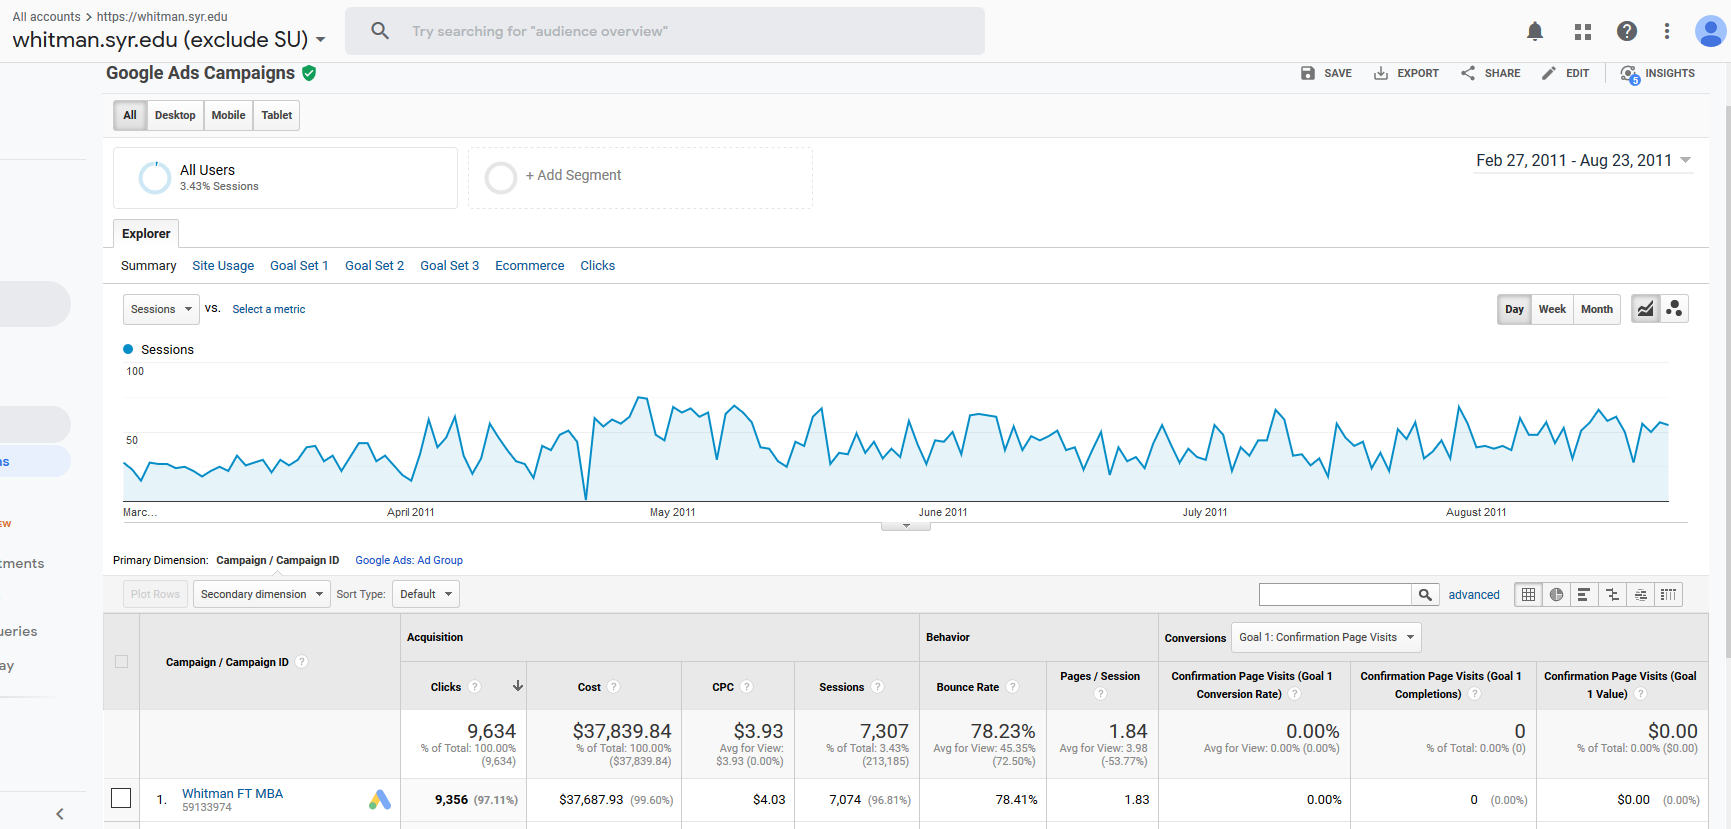 All accounts > https://whitman.syr.edu
whitman.syr.edu (exclude SU)
Try searching for "audience overview"
Google Ads Campaigns
SAVE EXPORT SHARE EDIT INSIGHTS
5
All Desktop Mobile Tablet
All Users
3.43% Sessions
+ Add Segment
Feb 27, 2011 - Aug 23, 2011
Explorer
Summary Site Usage Goal Set 1 Goal Set 2 Goal Set 3 Ecommerce Clicks
Sessions vs. Select a metric
Day Week Month
Sessions
100
50
Marc... April 2011 May 2011 June 2011 July 2011 August 2011
Primary Dimension: Campaign / Campaign ID Google Ads: Ad Group
Plot Rows Secondary dimension Sort Type: Default advanced
Campaign / Campaign ID ?
Acquisition Behavior Conversions Goal 1: Confirmation Page Visits
Clicks ? Cost ? CPC ? Sessions ? Bounce Rate ? Pages / Session ? Confirmation Page Visits (Goal 1 Conversion Rate) ? Confirmation Page Visits (Goal 1 Completions) ? Confirmation Page Visits (Goal 1 Value) ?
9,634 $37,839.84 $3.93 7,307 78.23% 1.84 0.00% 0 $0.00
% of Total: 100.00% % of Total: 100.00% Avg for View: % of Total: 3.43% Avg for View: 45.35% Avg for View: 3.98 Avg for View: 0.00% (0.00%) % of Total: 0.00% (0) % of Total: 0.00% ($0.00)
(9,634) ($37,839.84) $3.93 (0.00%) (213,185) (72.50%) (-53.77%)
1. Whitman FT MBA 9,356 (97.11%) $37,687.93 (99.60%) $4.03 7,074 (96.81%) 78.41% 1.83 0.00% 0 (0.00%) $0.00 (0.00%)
59133974
ns
EW
tments
ueries
ay